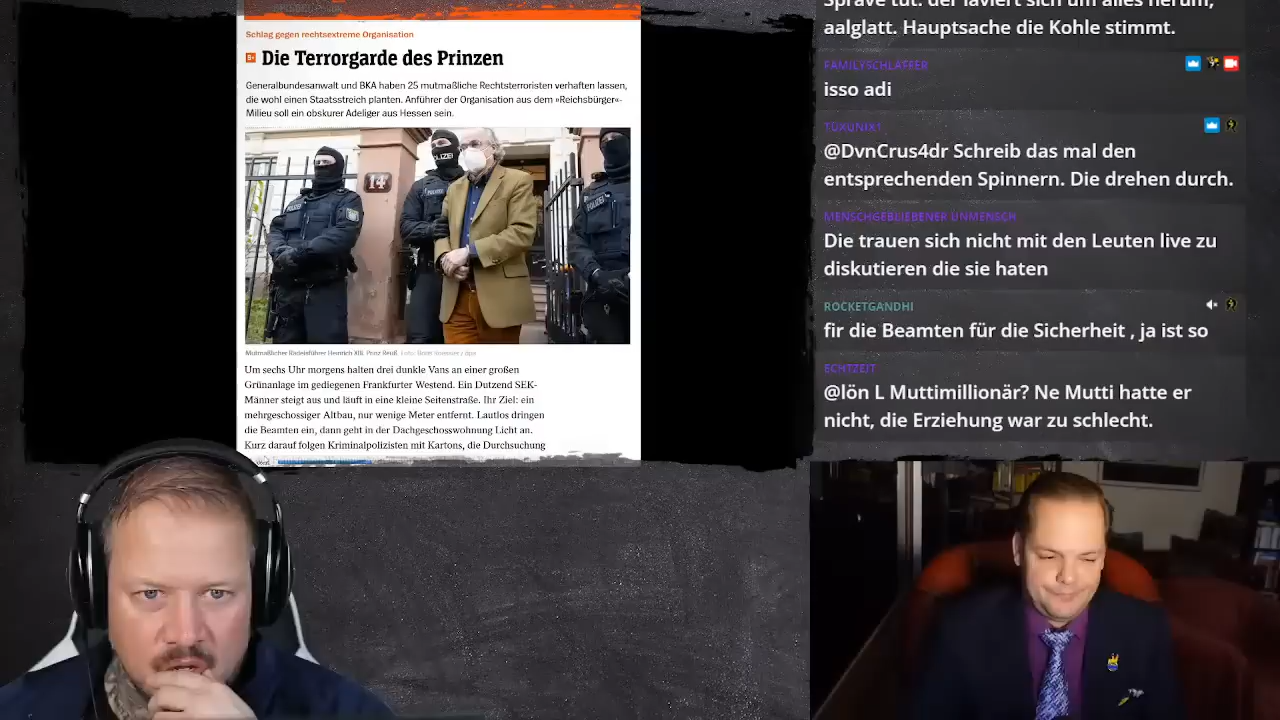 Schlag gegen rechtsextreme Organisation
S+ Die Terrorgarde des Prinzen
Generalbundesanwalt und BKA haben 25 mutmaßliche Rechtsterroristen verhaften lassen,
die wohl einen Staatsstreich planten. Anführer der Organisation aus dem »Reichsbürger«-
Milieu soll ein obskurer Adeliger aus Hessen sein.
14
POLIZEI
POLIZEI
Mutmaßlicher Rädelsführer Heinrich XIII. Prinz Reuß
Um sechs Uhr morgens halten drei dunkle Vans an einer großen
Grünanlage im gediegenen Frankfurter Westend. Ein Dutzend SEK-
Männer steigt aus und läuft in eine kleine Seitenstraße. Ihr Ziel: ein
mehrgeschossiger Altbau, nur wenige Meter entfernt. Lautlos dringen
die Beamten ein, dann geht in der Dachgeschosswohnung Licht an.
Kurz darauf folgen Kriminalpolizisten mit Kartons, die Durchsuchung
Sprave tut. der laviert sich um alles herum,
aalglatt. Hauptsache die Kohle stimmt.
FAMILYSCHLAFFER
isso adi
TUXUNIX1
@DvnCrus4dr Schreib das mal den
entsprechenden Spinnern. Die drehen durch.
MENSCHGEBLIEBENER UNMENSCH
Die trauen sich nicht mit den Leuten live zu
diskutieren die sie haten
ROCKETGANDHI
fir die Beamten für die Sicherheit , ja ist so
ECHTZEIT
@lön L Muttimillionär? Ne Mutti hatte er
nicht, die Erziehung war zu schlecht.